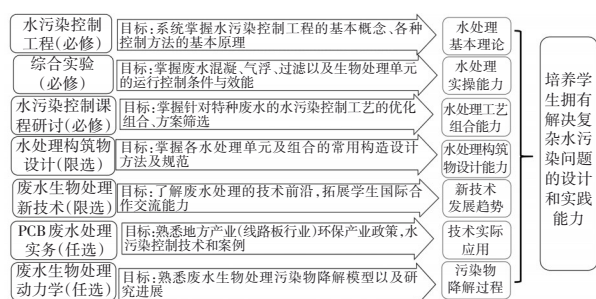 水污染控制
工程(必修)
目标:系统掌握水污染控制工程的基本概念、各种
控制方法的基本原理
水处理
基本理论
综合实验
(必修)
目标:掌握废水混凝、气浮、过滤以及生物处理单元
的运行控制条件与效能
水处理
实操能力
水污染控制课
程研讨(必修)
目标:掌握针对特种废水的水污染控制工艺的优化
组合、方案筛选
水处理工艺
组合能力
水处理构筑物
设计(限选)
目标:掌握各水处理单元及组合的常用构造设计
方法及规范
水处理构筑
物设计能力
废水生物处理
新技术(限选)
目标:了解废水处理的技术前沿,拓展学生国际合
作交流能力
新技术
发展趋势
PCB废水处理
实务(任选)
目标:熟悉地方产业(线路板行业)环保产业政策,水
污染控制技术和案例
技术实际
应用
废水生物处理
动力学(任选)
目标:熟悉废水生物处理污染物降解模型以及研
究进展
污染物
降解过程
培养学
生拥有
解决复
杂水污
染问题
的设计
和实践
能力